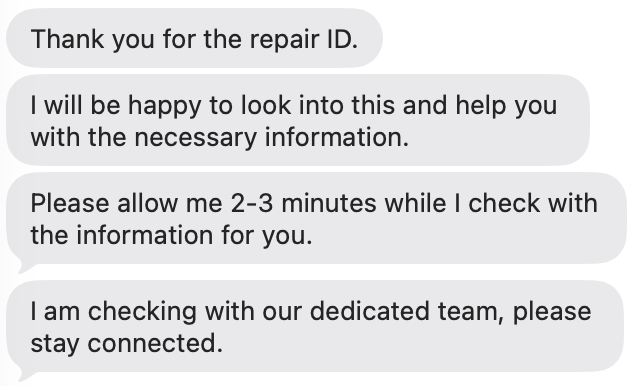 Thank you for the repair ID.
I will be happy to look into this and help you
with the necessary information.
Please allow me 2-3 minutes while I check with
the information for you.
I am checking with our dedicated team, please
stay connected.